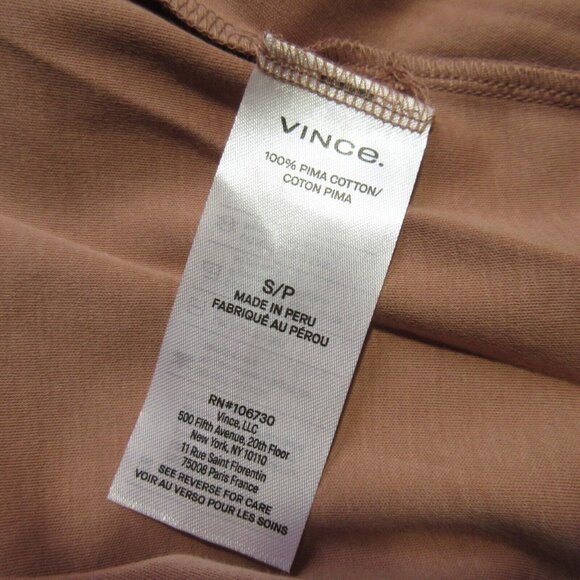 VINCE.
100% PIMA COTTON/
COTON PIMA
S/P
MADE IN PERU
FABRIQUÉ AU PÉROU
RN#106730
Vince, LLC
500 Fifth Avenue, 20th Floor
New York, NY 10110
11 Rue Saint Florentin
75008 Paris France
SEE REVERSE FOR CARE
VOIR AU VERSO POUR LES SOINS